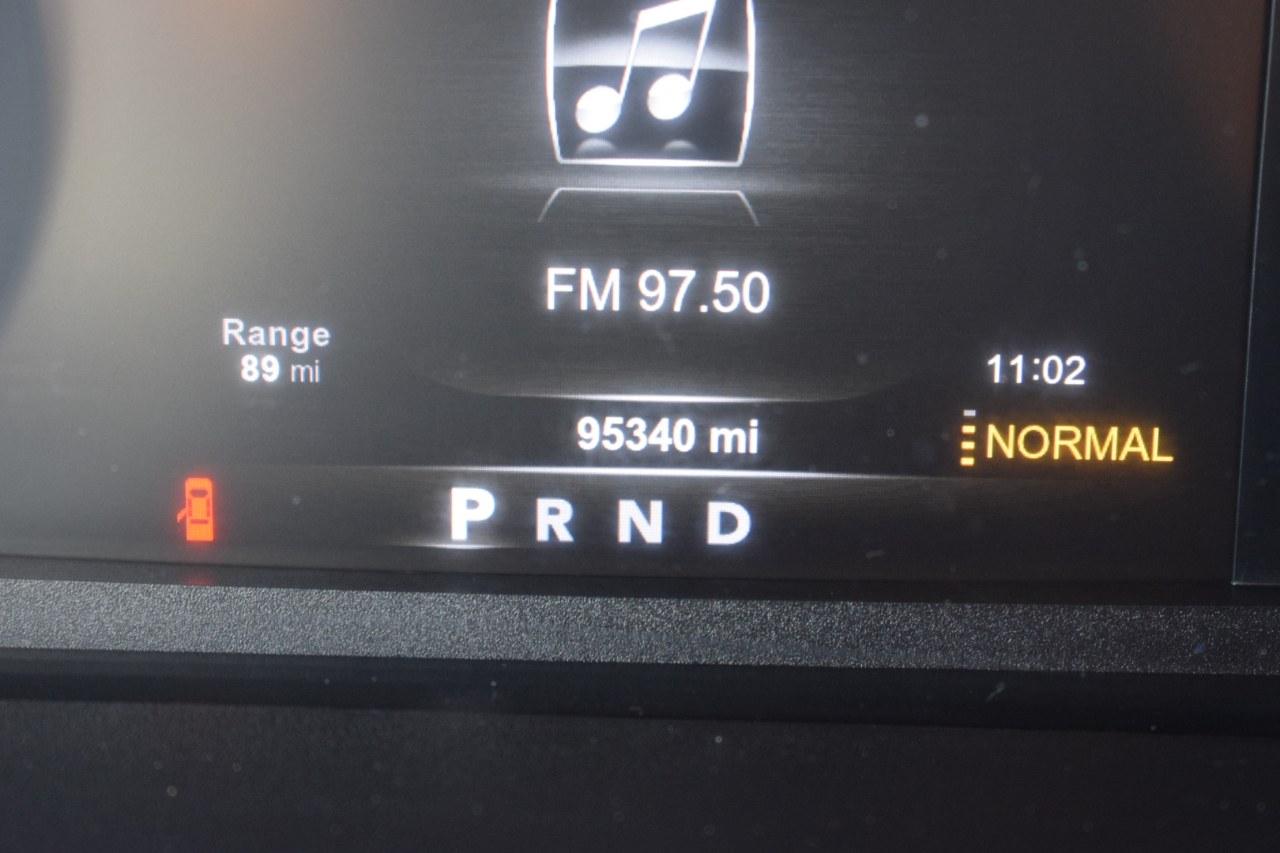 FM 97.50
Range
89 mi
11:02
95340 mi
NORMAL
P R N D